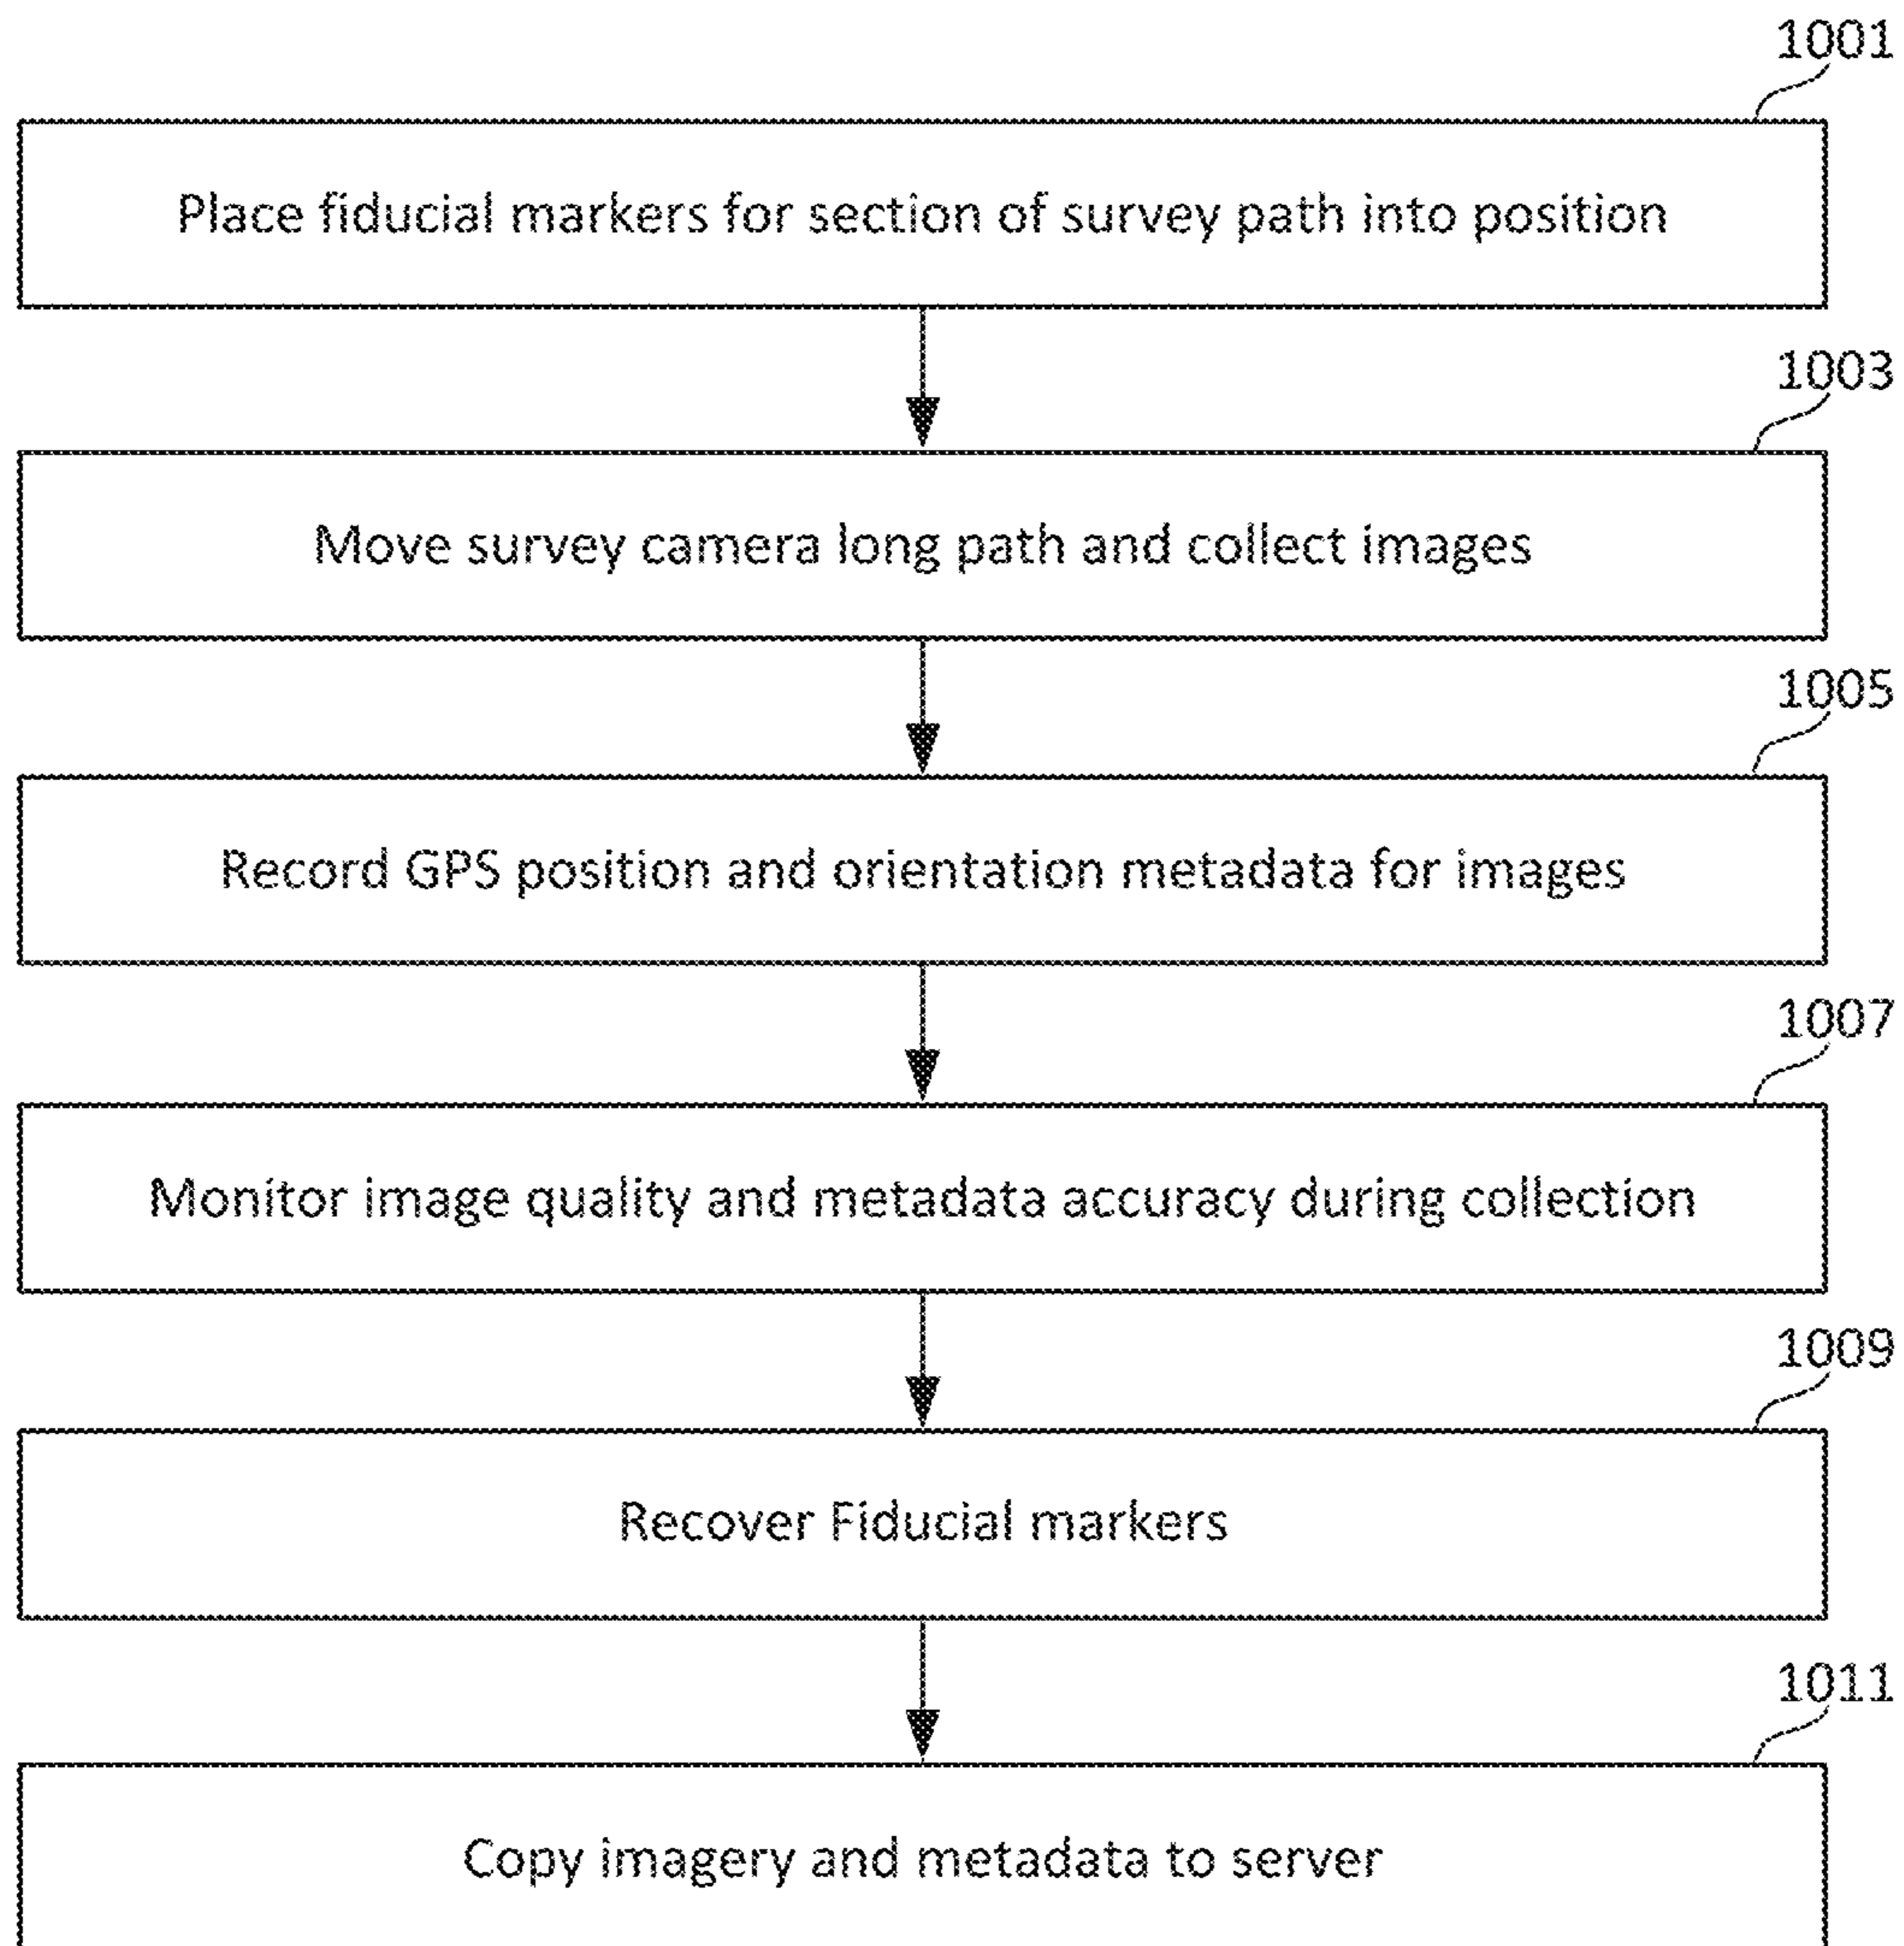 1001
Place fiducial markers for section of survey path into position
1003
Move survey camera long path and collect images
1005
Record GPS position and orientation metadata for images
1007
Monitor image quality and metadata accuracy during collection
1009
Recover Fiducial markers
1011
Copy imagery and metadata to server